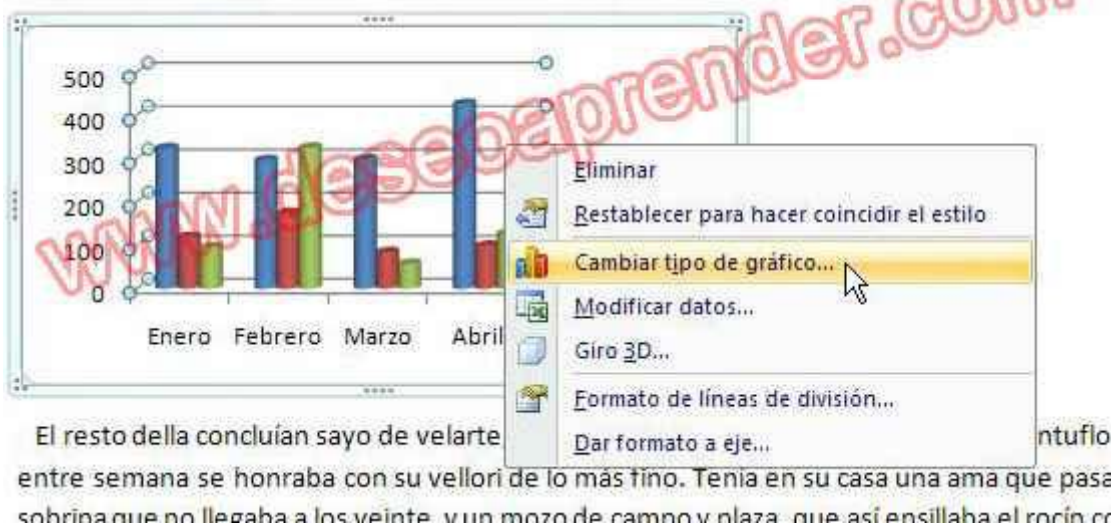 www.deseoaprender.com
500
400
300
200
100
0
Enero Febrero Marzo Abril
Eliminar
Restablecer para hacer coincidir el estilo
Cambiar tipo de gráfico...
Modificar datos...
Giro 3D...
Formato de líneas de división...
Dar formato a eje...
El resto della concluían sayo de velarte ntuflo
entre semana se honraba con su vellori de lo más fino. Tenia en su casa una ama que pasa
sobrina que no llegaba a los veinte, y un mozo de campo y plaza, que así ensillaba el rocín co